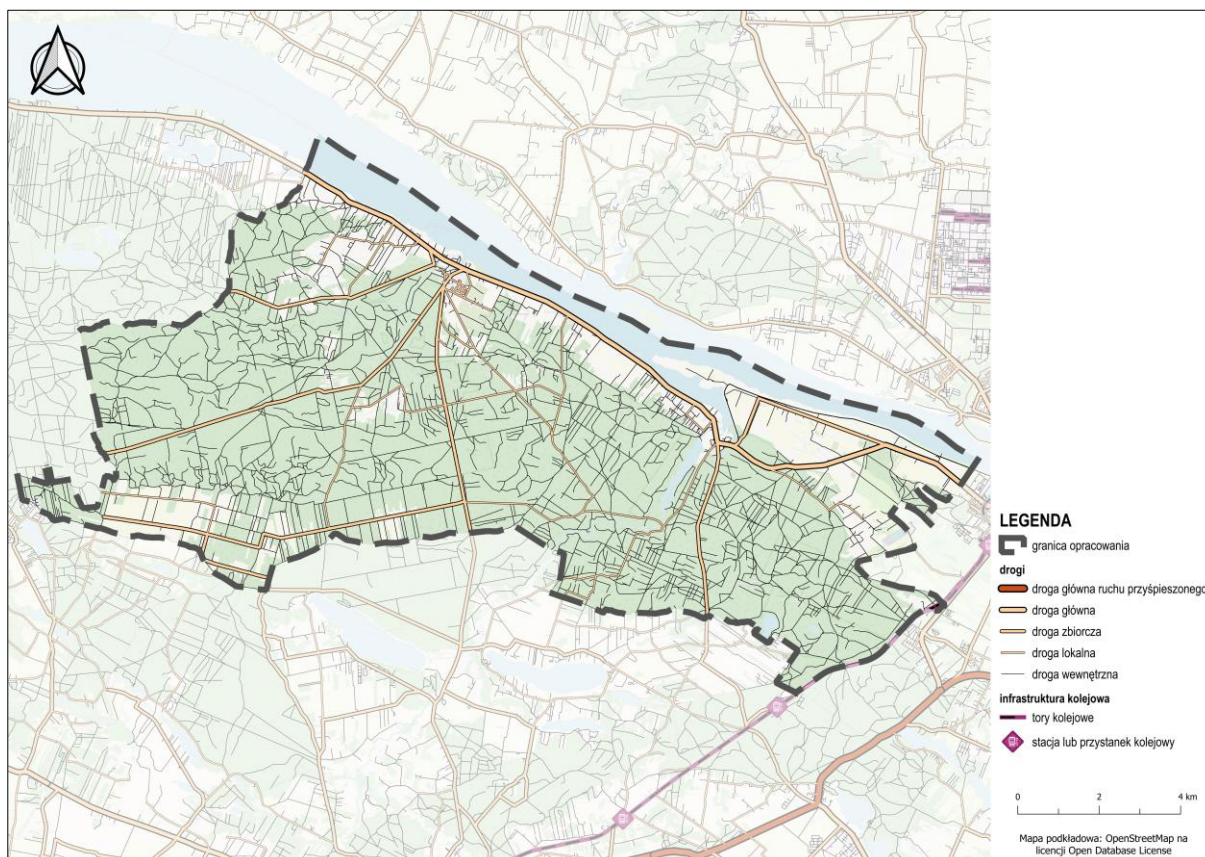 LEGENDA
granica opracowania
drogi
droga główna ruchu przyśpieszonego
droga główna
droga zbiorcza
droga lokalna
droga wewnętrzna
infrastruktura kolejowa
tory kolejowe
stacja lub przystanek kolejowy
0 2 4 km
Mapa podkładowa: OpenStreetMap na
licencji Open Database License